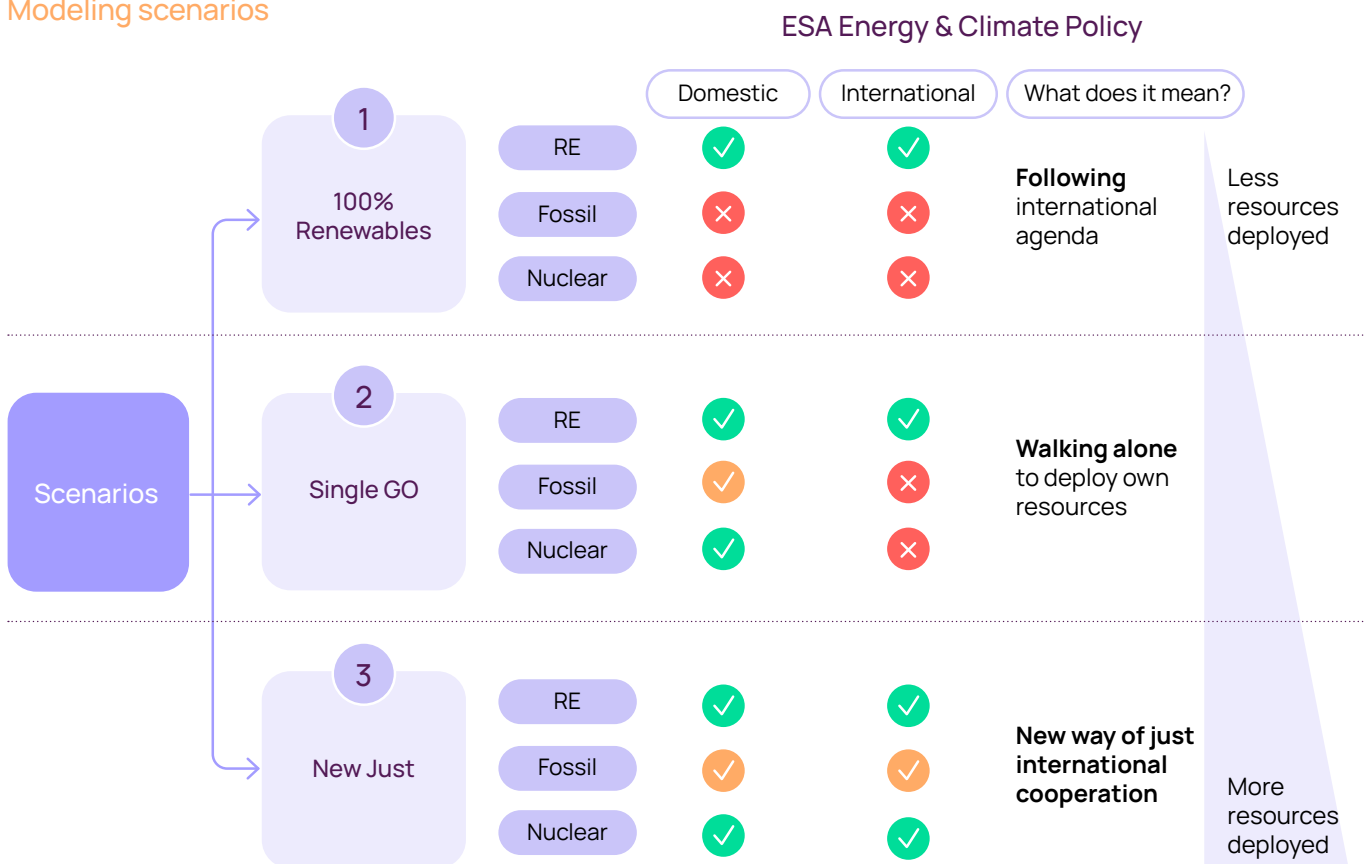 Modeling scenarios
ESA Energy & Climate Policy
Domestic
International
What does it mean?
1
100%
Renewables
RE
Fossil
Nuclear
Following
international
agenda
Less
resources
deployed
Scenarios
2
Single GO
RE
Fossil
Nuclear
Walking alone
to deploy own
resources
3
New Just
RE
Fossil
Nuclear
New way of just
international
cooperation
More
resources
deployed